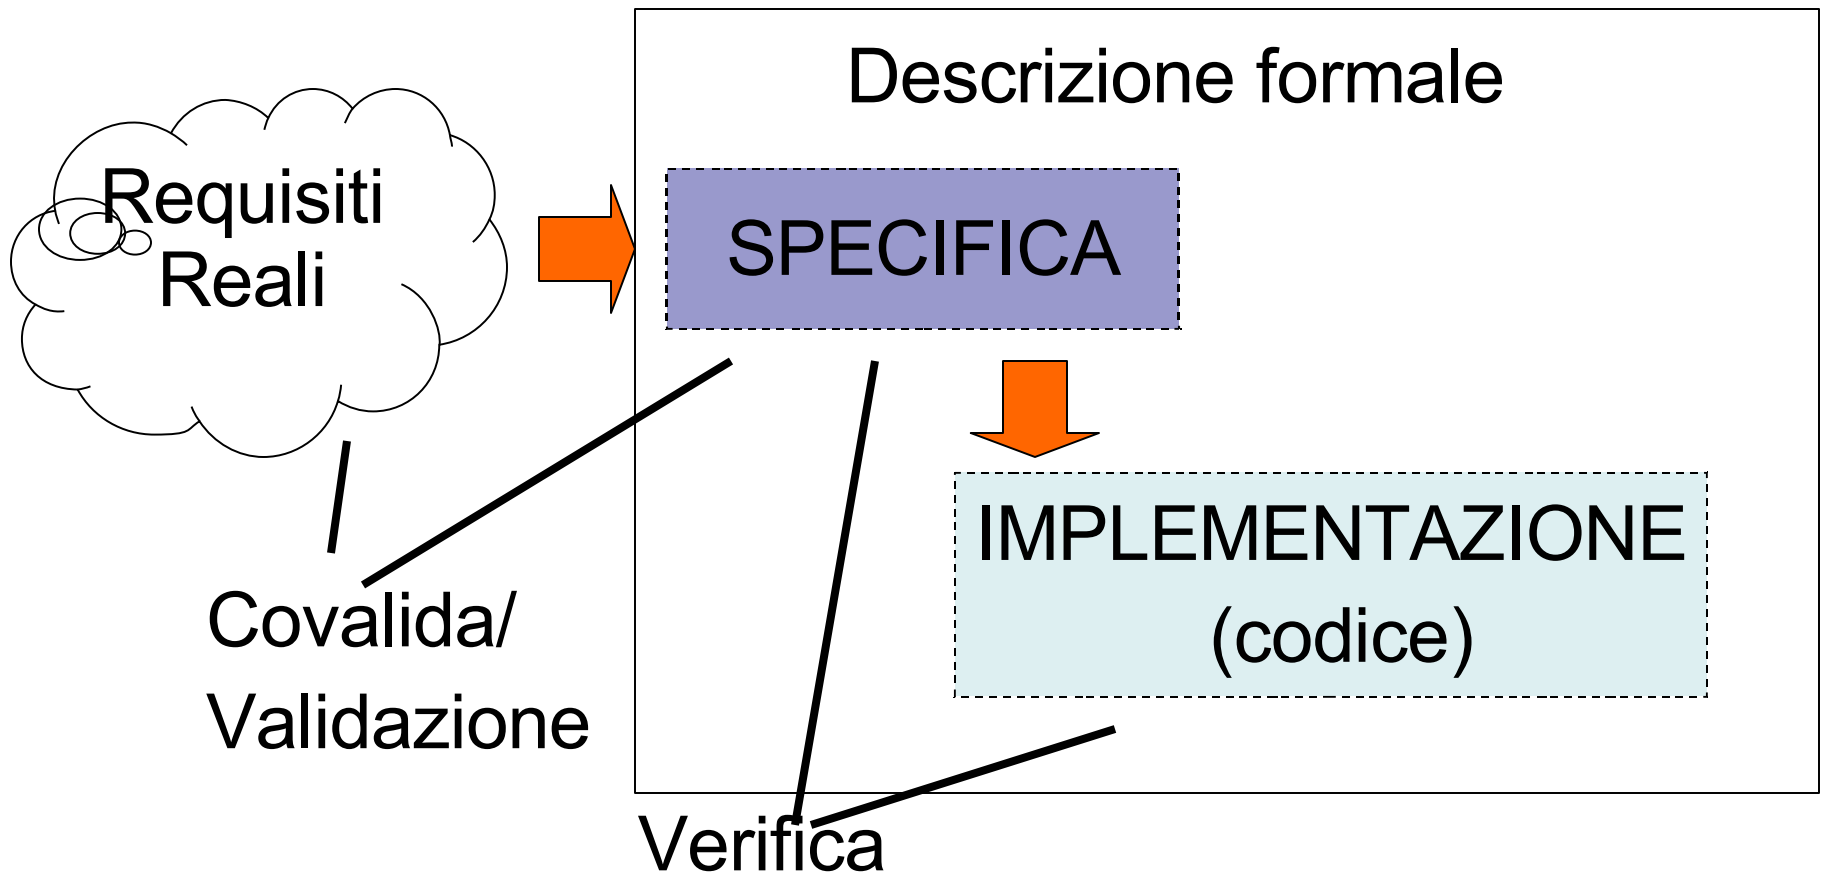 Descrizione formale
Requisiti
Reali
SPECIFICA
IMPLEMENTAZIONE
(codice)
Covalida/
Validazione
Verifica